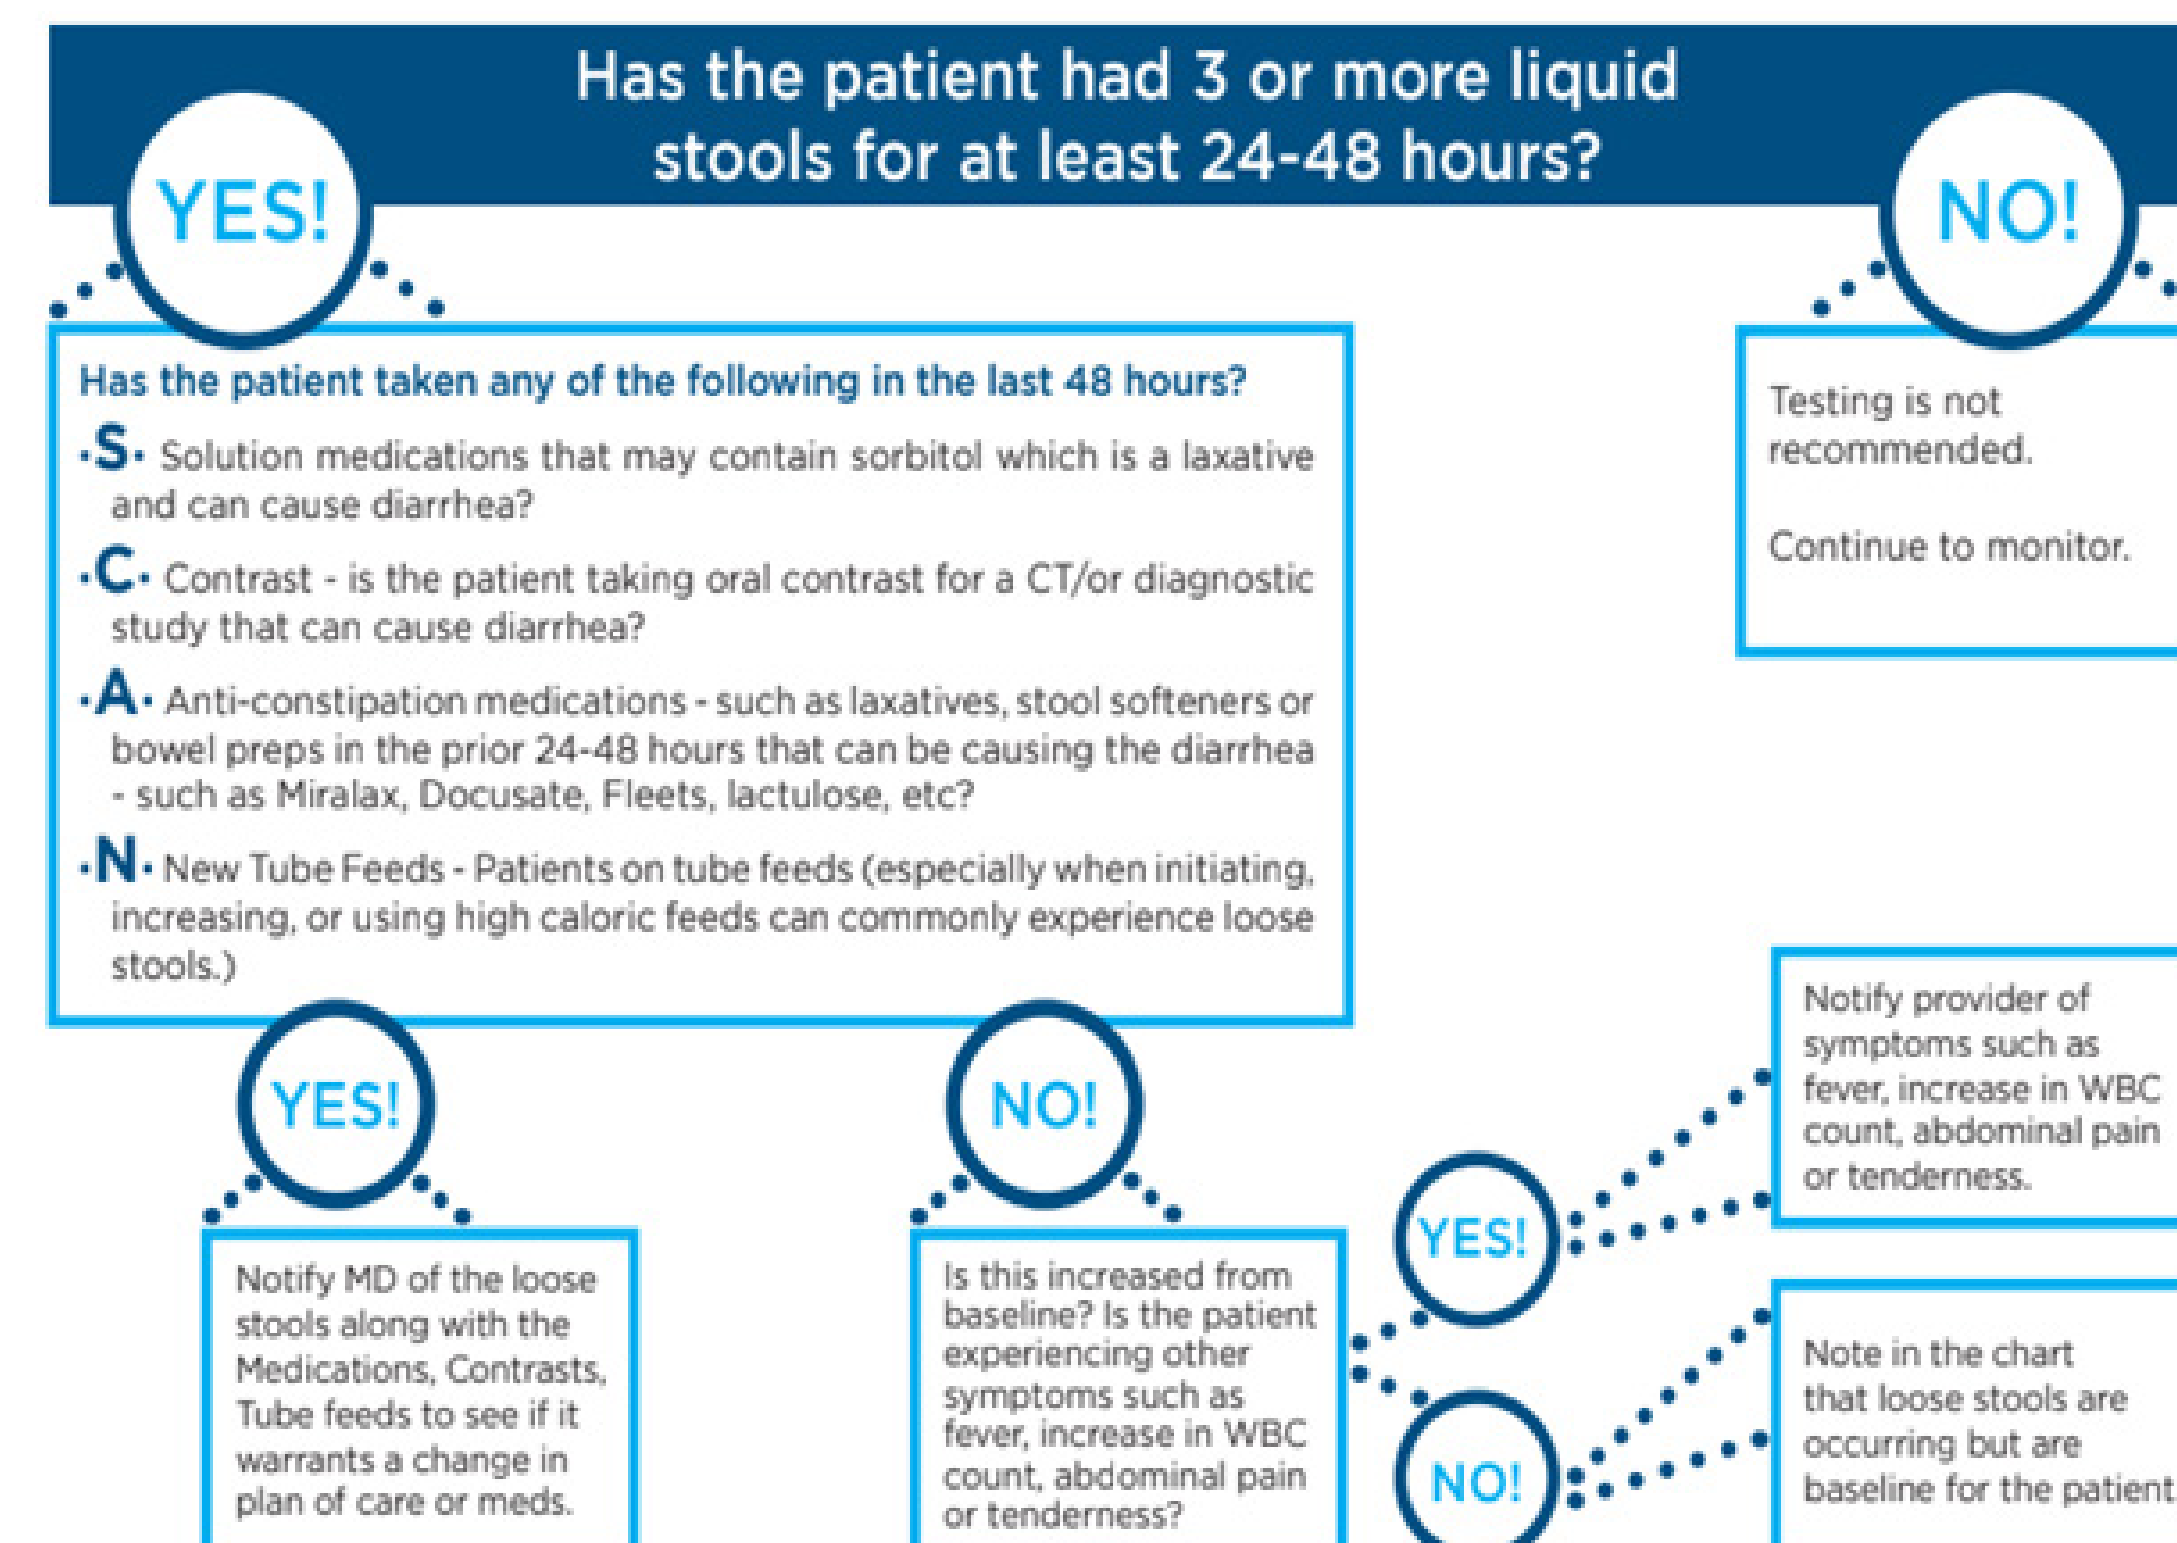 Has the patient had 3 or more liquid
stools for at least 24-48 hours?
YES!
NO!
Has the patient taken any of the following in the last 48 hours?
·S· Solution medications that may contain sorbitol which is a laxative
and can cause diarrhea?
·C· Contrast - is the patient taking oral contrast for a CT/or diagnostic
study that can cause diarrhea?
·A· Anti-constipation medications - such as laxatives, stool softeners or
bowel preps in the prior 24-48 hours that can be causing the diarrhea
- such as Miralax, Docusate, Fleets, lactulose, etc?
·N· New Tube Feeds - Patients on tube feeds (especially when initiating,
increasing, or using high caloric feeds can commonly experience loose
stools.)
Testing is not
recommended.
Continue to monitor.
YES!
NO!
Notify MD of the loose
stools along with the
Medications, Contrasts,
Tube feeds to see if it
warrants a change in
plan of care or meds.
Is this increased from
baseline? Is the patient
experiencing other
symptoms such as
fever, increase in WBC
count, abdominal pain
or tenderness?
YES!
Notify provider of
symptoms such as
fever, increase in WBC
count, abdominal pain
or tenderness.
NO!
Note in the chart
that loose stools are
occurring but are
baseline for the patient